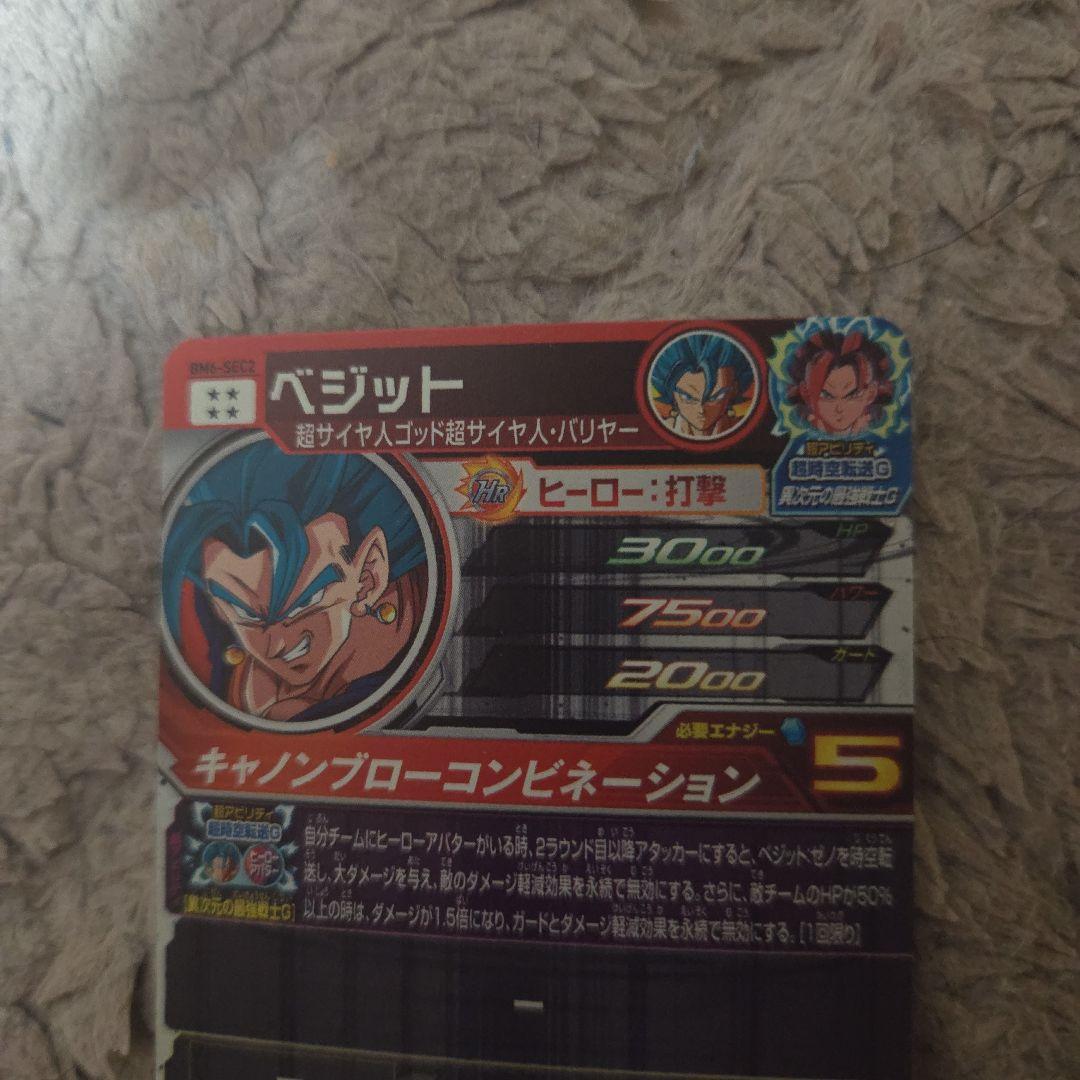 BM6-SEC2
ベジット
超サイヤ人ゴッド超サイヤ人・バリヤー
超アビリティ
超時空転送G
異次元の最強戦士G
HR
ヒーロー:打撃
HP
3000
パワー
7500
ガード
2000
必要エナジー
5
キャノンブローコンビネーション
超アビリティ
超時空転送G
ヒーロー
アバター
[異次元の最強戦士G]
自分チームにヒーローアバターがいる時、2ラウンド目以降アタッカーにすると、ベジット:ゼノを時空転
送し、大ダメージを与え、敵のダメージ軽減効果を永続で無効にする。さらに、敵チームのHPが50%
以上の時は、ダメージが1.5倍になり、ガードとダメージ軽減効果を永続で無効にする。[1回限り]